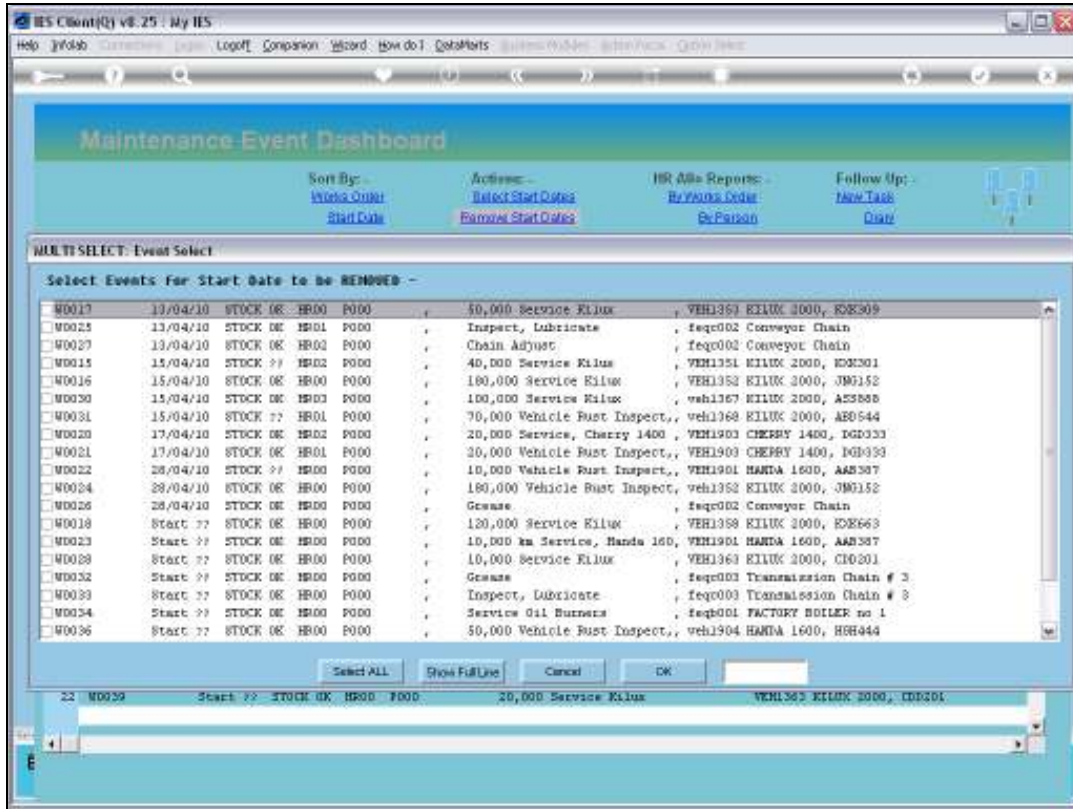 IES Client(Q) v8.25 : My IES
Help Infolab Logoff Companion Wizard How do I DataMarts
Maintenance Event Dashboard
Sort By: - Actions: - HR Allo Reports: - Follow Up: -
Works Order Select Start Dates By Works Order New Task
Start Date Remove Start Dates By Person Diary
MULTI SELECT: Event Select
Select Events for Start Date to be REMOVED -
W0017 13/04/10 STOCK OK HR00 P000 , 50,000 Service Kilux , VEH1353 KILUX 2000,
W0025 13/04/10 STOCK OK HR01 P000 , Inspect, Lubricate , feqc002 Conveyor Chain
W0027 13/04/10 STOCK OK HR02 P000 , Chain Adjust , feqc002 Conveyor Chain
W0015 15/04/10 STOCK ?? HR02 P000 , 40,000 Service Kilux , VEH1351 KILUX 2000,
W0016 15/04/10 STOCK OK HR00 P000 , 180,000 Service Kilux , VEH1352 KILUX 2000, JNG152
W0030 15/04/10 STOCK OK HR03 P000 , 100,000 Service Kilux , veh1367 KILUX 2000,
W0031 15/04/10 STOCK ?? HR01 P000 , 70,000 Vehicle Rust Inspect,, veh1368 KILUX 2000,
W0020 17/04/10 STOCK OK HR02 P000 , 20,000 Service, Cherry 1400 , VEH1903 CHERRY 1400, DGD333
W0021 17/04/10 STOCK OK HR01 P000 , 20,000 Vehicle Rust Inspect,, VEH1903 CHERRY 1400, DGD333
W0022 28/04/10 STOCK ?? HR00 P000 , 10,000 Vehicle Rust Inspect,, VEH1901 HANDA 1600, AAB387
W0024 28/04/10 STOCK OK HR00 P000 , 180,000 Vehicle Rust Inspect, veh1352 KILUX 2000, JNG152
W0026 28/04/10 STOCK OK HR00 P000 , Grease , feqc002 Conveyor Chain
W0018 Start ?? STOCK OK HR00 P000 , 120,000 Service Kilux , VEH1358 KILUX 2000,
W0023 Start ?? STOCK OK HR00 P000 , 10,000 km Service, Handa 160, VEH1901 HANDA 1600, AAB387
W0028 Start ?? STOCK OK HR00 P000 , 10,000 Service Kilux , VEH1363 KILUX 2000, CDD201
W0032 Start ?? STOCK OK HR00 P000 , Grease , feqc003 Transmission Chain # 3
W0033 Start ?? STOCK OK HR00 P000 , Inspect, Lubricate , feqc003 Transmission Chain # 3
W0034 Start ?? STOCK OK HR00 P000 , Service Oil Burners , feqb001 FACTORY BOILER no 1
W0036 Start ?? STOCK OK HR00 P000 , 50,000 Vehicle Rust Inspect,, veh1904 HANDA 1600, HGH444
Select ALL Show Full Line Cancel OK
22 W0039 Start ?? STOCK OK HR00 P000 20,000 Service Kilux VEH1363 KILUX 2000, CDD201